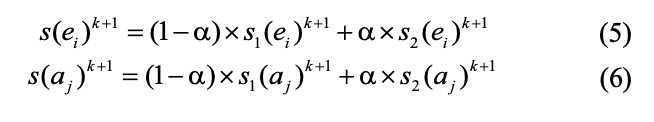 s(e_i)^{k+1} = (1−α)×s_1(e_i)^{k+1} + α×s_2(e_i)^{k+1} (5)
s(a_j)^{k+1} = (1−α)×s_1(a_j)^{k+1} + α×s_2(a_j)^{k+1} (6)